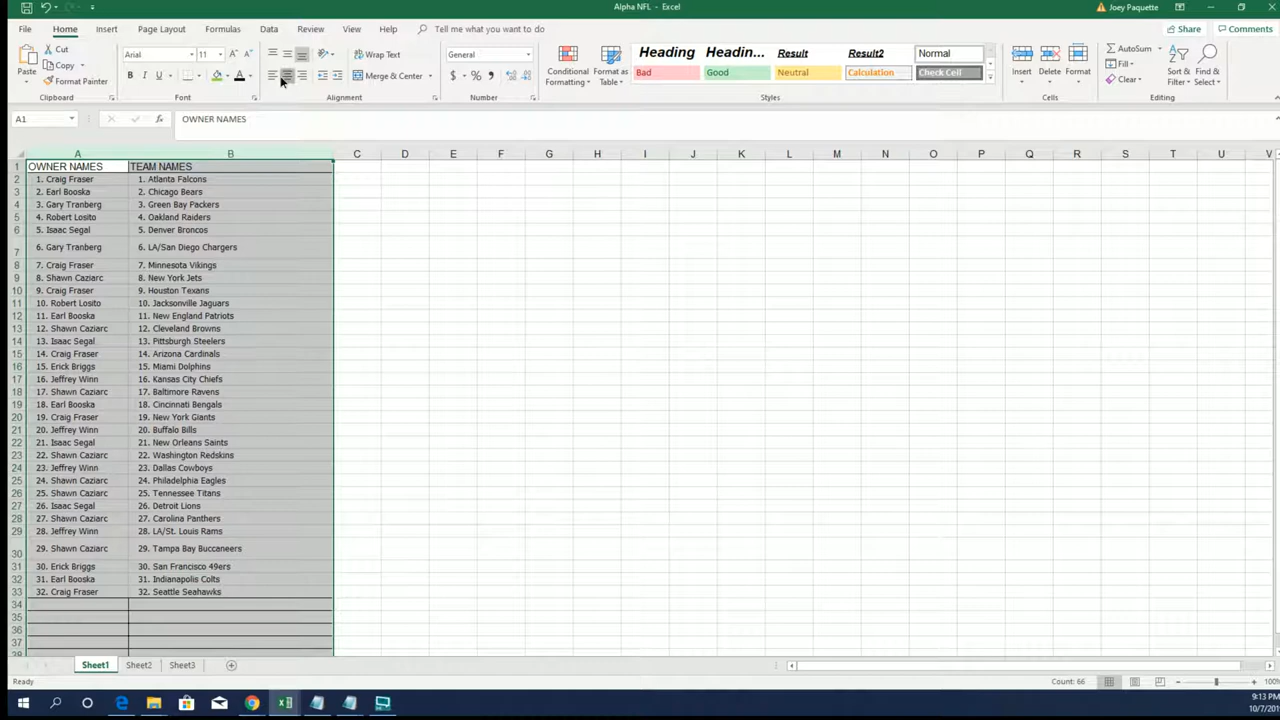 Alpha NFL - Excel
Joey Paquette
File Home Insert Page Layout Formulas Data Review View Help Tell me what you want to do
Share Comments
Paste Cut Copy Format Painter
Arial 11 A A
B I U A
Wrap Text
Merge & Center
General
$ % ,
Conditional Formatting Format as Table
Heading Headin... Result Result2 Normal
Bad Good Neutral Calculation Check Cell
Insert Delete Format
AutoSum Fill Clear
Sort & Filter Find & Select
Clipboard Font Alignment Number Styles Cells Editing
A1 fx OWNER NAMES
A B C D E F G H I J K L M N O P Q R S T U V
1 OWNER NAMES TEAM NAMES
2 1. Craig Fraser 1. Atlanta Falcons
3 2. Earl Booska 2. Chicago Bears
4 3. Gary Tranberg 3. Green Bay Packers
5 4. Robert Losito 4. Oakland Raiders
6 5. Isaac Segal 5. Denver Broncos
7 6. Gary Tranberg 6. LA/San Diego Chargers
8 7. Craig Fraser 7. Minnesota Vikings
9 8. Shawn Caziarc 8. New York Jets
10 9. Craig Fraser 9. Houston Texans
11 10. Robert Losito 10. Jacksonville Jaguars
12 11. Earl Booska 11. New England Patriots
13 12. Shawn Caziarc 12. Cleveland Browns
14 13. Isaac Segal 13. Pittsburgh Steelers
15 14. Craig Fraser 14. Arizona Cardinals
16 15. Erick Briggs 15. Miami Dolphins
17 16. Jeffrey Winn 16. Kansas City Chiefs
18 17. Shawn Caziarc 17. Baltimore Ravens
19 18. Earl Booska 18. Cincinnati Bengals
20 19. Craig Fraser 19. New York Giants
21 20. Jeffrey Winn 20. Buffalo Bills
22 21. Isaac Segal 21. New Orleans Saints
23 22. Shawn Caziarc 22. Washington Redskins
24 23. Jeffrey Winn 23. Dallas Cowboys
25 24. Shawn Caziarc 24. Philadelphia Eagles
26 25. Shawn Caziarc 25. Tennessee Titans
27 26. Isaac Segal 26. Detroit Lions
28 27. Shawn Caziarc 27. Carolina Panthers
29 28. Jeffrey Winn 28. LA/St. Louis Rams
30 29. Shawn Caziarc 29. Tampa Bay Buccaneers
31 30. Erick Briggs 30. San Francisco 49ers
32 31. Earl Booska 31. Indianapolis Colts
33 32. Craig Fraser 32. Seattle Seahawks
34
35
36
37
38
Sheet1 Sheet2 Sheet3
Ready Count: 66 100%
9:13 PM